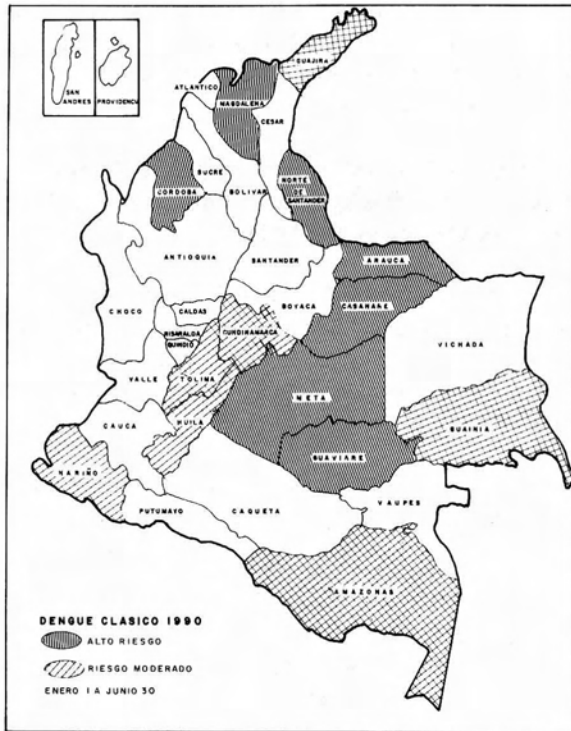 GUAJIRA
SAN
ANDRES
PROVIDENCIA
ATLANTICO
MAGDALENA
CESAR
SUCRE
CORDOBA
BOLIVAR
NORTE
DE
SANTANDER
ANTIOQUIA
SANTANDER
ARAUCA
CHOCO
CALDAS
BOYACA
CASANARE
RISARALDA
CUNDINAMARCA
QUINDIO
VICHADA
VALLE
TOLIMA
META
HUILA
GUAINIA
CAUCA
GUAVIARE
NARIÑO
VAUPES
PUTUMAYO
CAQUETA
AMAZONAS
DENGUE CLASICO 1990
ALTO RIESGO
RIESGO MODERADO
ENERO 1 A JUNIO 30